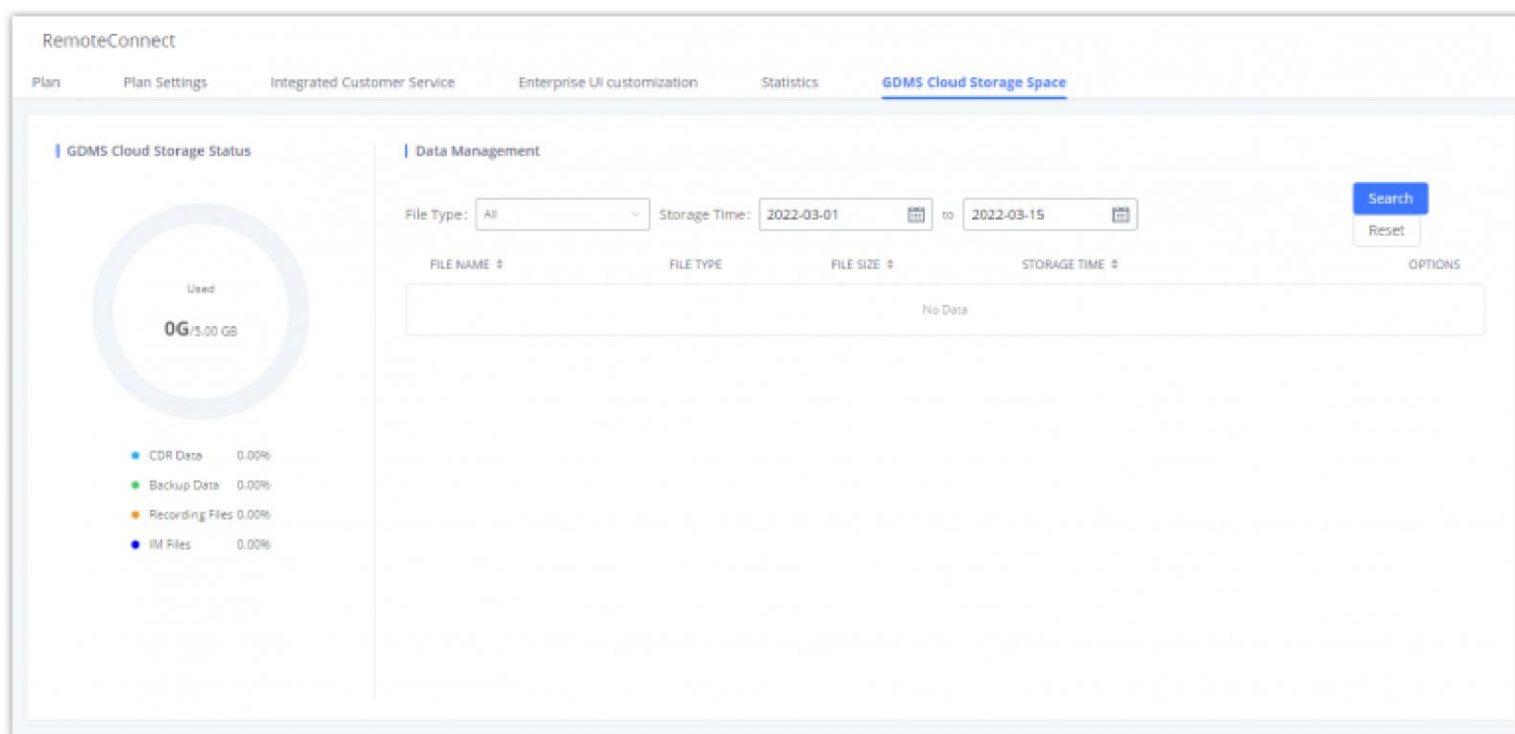 RemoteConnect
Plan Plan Settings Integrated Customer Service Enterprise UI customization Statistics GDMS Cloud Storage Space
GDMS Cloud Storage Status
Used
0G/5.00 GB
CDR Data 0.00%
Backup Data 0.00%
Recording Files 0.00%
IM Files 0.00%
Data Management
File Type: All Storage Time: 2022-03-01 to 2022-03-15 Search
Reset
FILE NAME FILE TYPE FILE SIZE STORAGE TIME OPTIONS
No Data